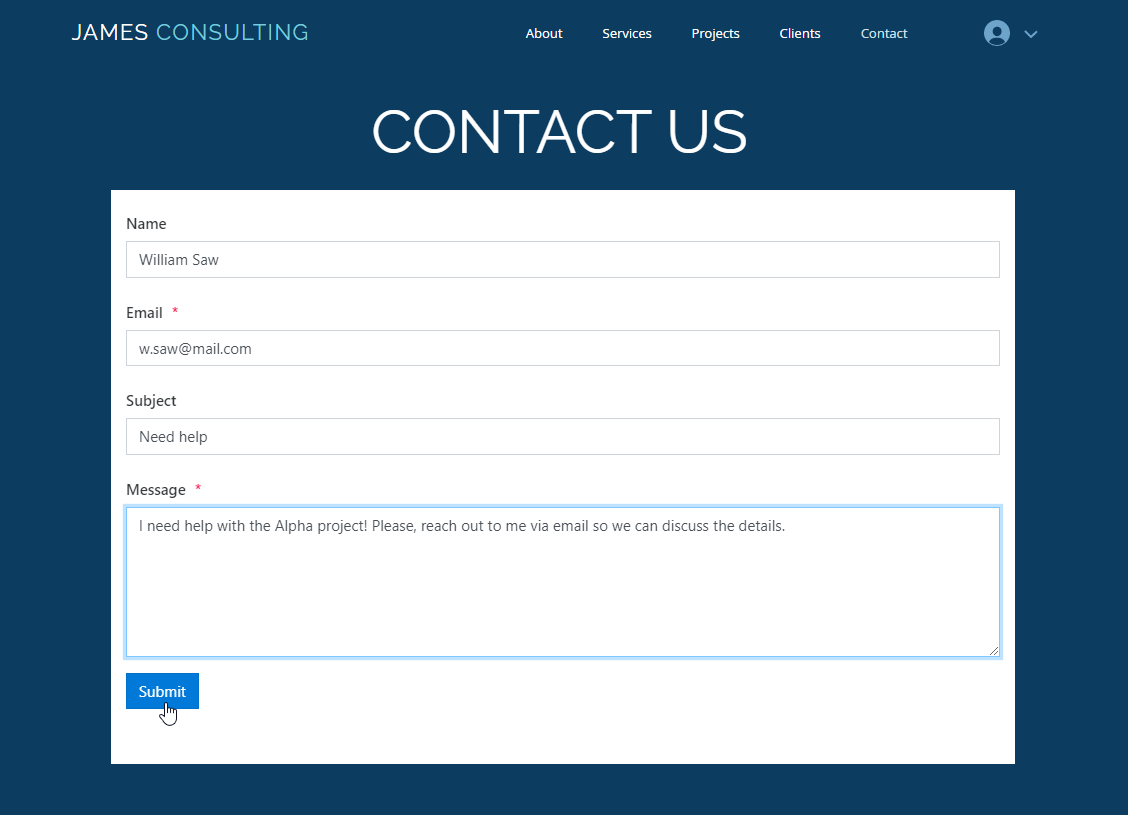 JAMES CONSULTING
About Services Projects Clients Contact
CONTACT US
Name
William Saw
Email *
w.saw@mail.com
Subject
Need help
Message *
I need help with the Alpha project! Please, reach out to me via email so we can discuss the details.
Submit